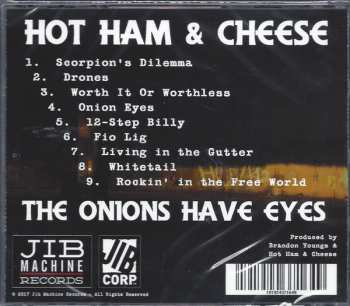 HOT HAM & CHEESE
1. Scorpion's Dilemma
2. Drones
3. Worth It Or Worthless
4. Onion Eyes
5. 12-Step Billy
6. Fio Lig
7. Living in the Gutter
8. Whitetail
9. Rockin' in the Free World
THE ONIONS HAVE EYES
Produced by
Brandon Youngs &
Hot Ham & Cheese
JIB
MACHINE
RECORDS
JIB
CORP.
© 2017 Jib Machine Records - All Rights Reserved